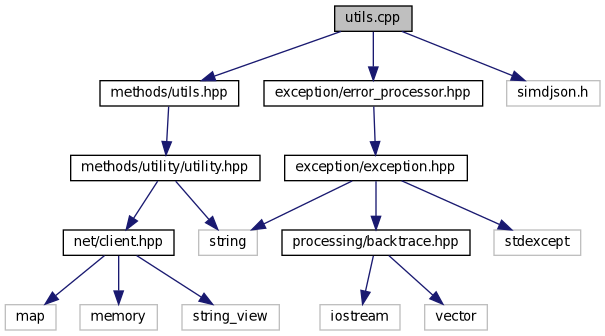 utils.cpp
methods/utils.hpp
exception/error_processor.hpp
simdjson.h
methods/utility/utility.hpp
exception/exception.hpp
net/client.hpp
string
processing/backtrace.hpp
stdexcept
map
memory
string_view
iostream
vector